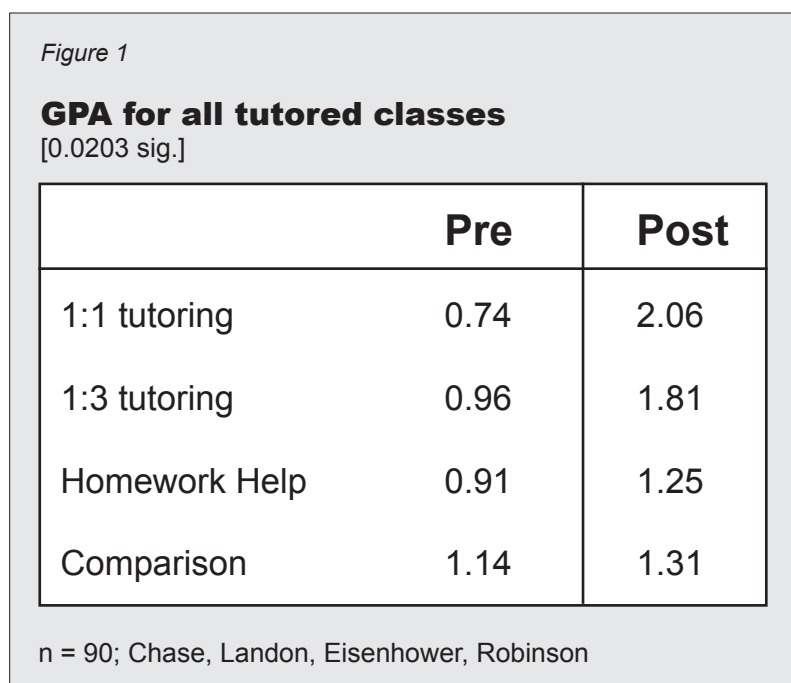 Figure 1
GPA for all tutored classes
[0.0203 sig.]
Pre Post
1:1 tutoring 0.74 2.06
1:3 tutoring 0.96 1.81
Homework Help 0.91 1.25
Comparison 1.14 1.31
n = 90; Chase, Landon, Eisenhower, Robinson